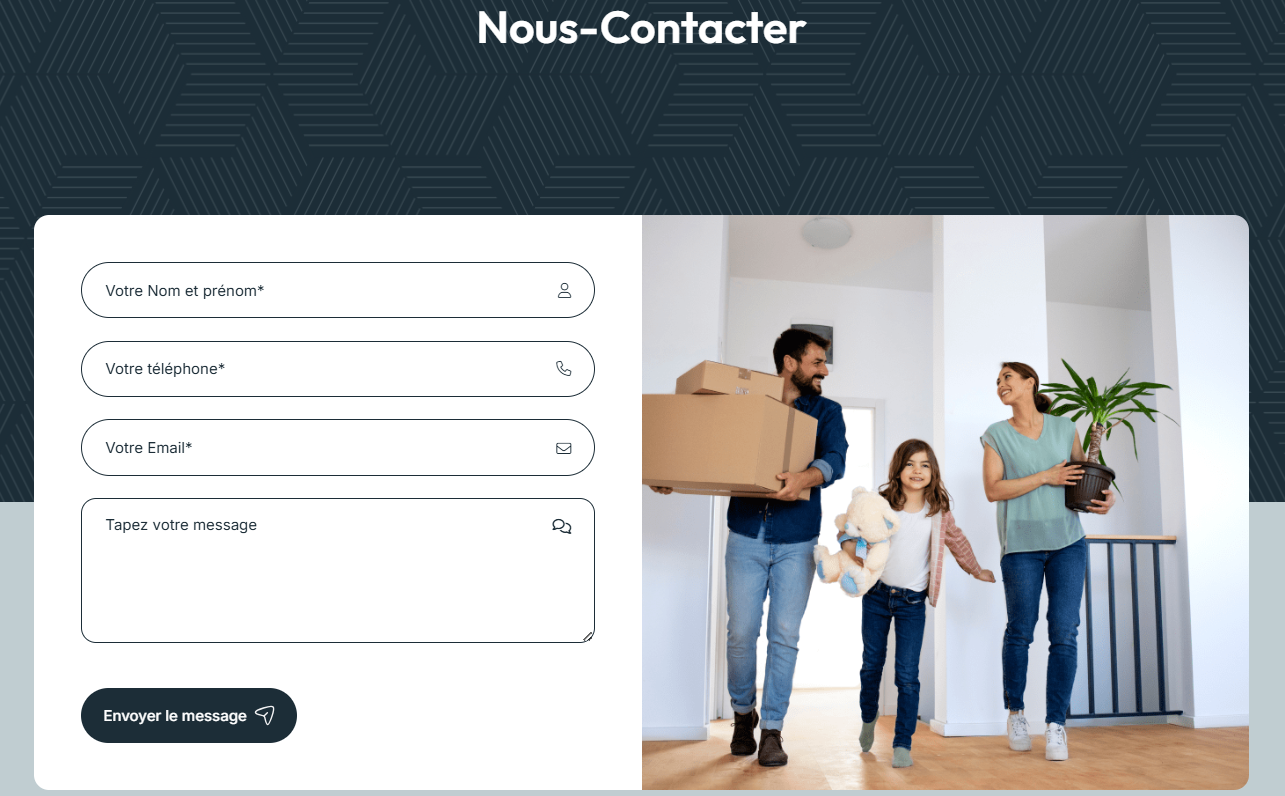 Nous-Contacter
Votre Nom et prénom*
Votre téléphone*
Votre Email*
Tapez votre message
Envoyer le message